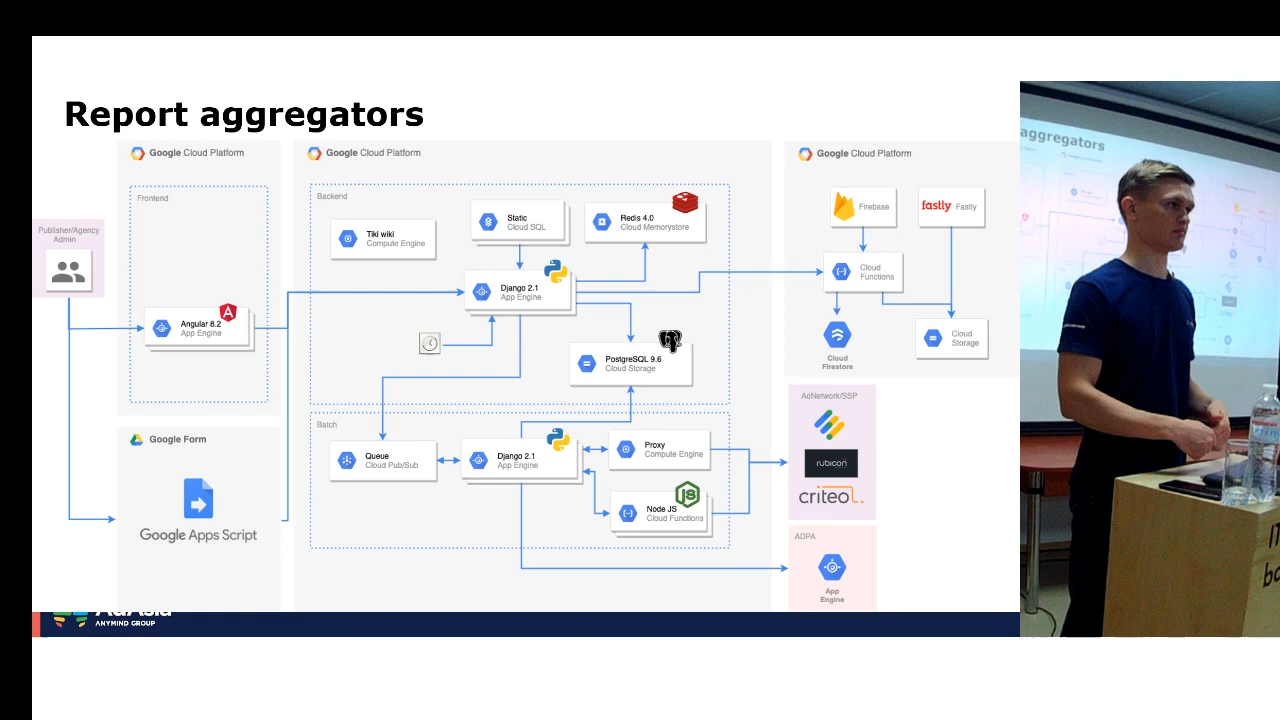 Report aggregators
Google Cloud Platform
Google Cloud Platform
Google Cloud Platform
Frontend
Backend
Publisher/Agency
Admin
Angular 8.2
App Engine
Tiki wiki
Compute Engine
Static
Cloud SQL
Redis 4.0
Cloud Memorystore
Django 2.1
App Engine
PostgreSQL 9.6
Cloud Storage
Firebase
fastly Fastly
Cloud
Functions
Cloud
Firestore
Cloud
Storage
Google Form
Google Apps Script
Batch
Queue
Cloud Pub/Sub
Django 2.1
App Engine
Proxy
Compute Engine
JS
Node JS
Cloud Functions
AdNetwork/SSP
rubicon
criteo
ADPA
App
Engine
AdAsia
ANYMIND GROUP
aggregators